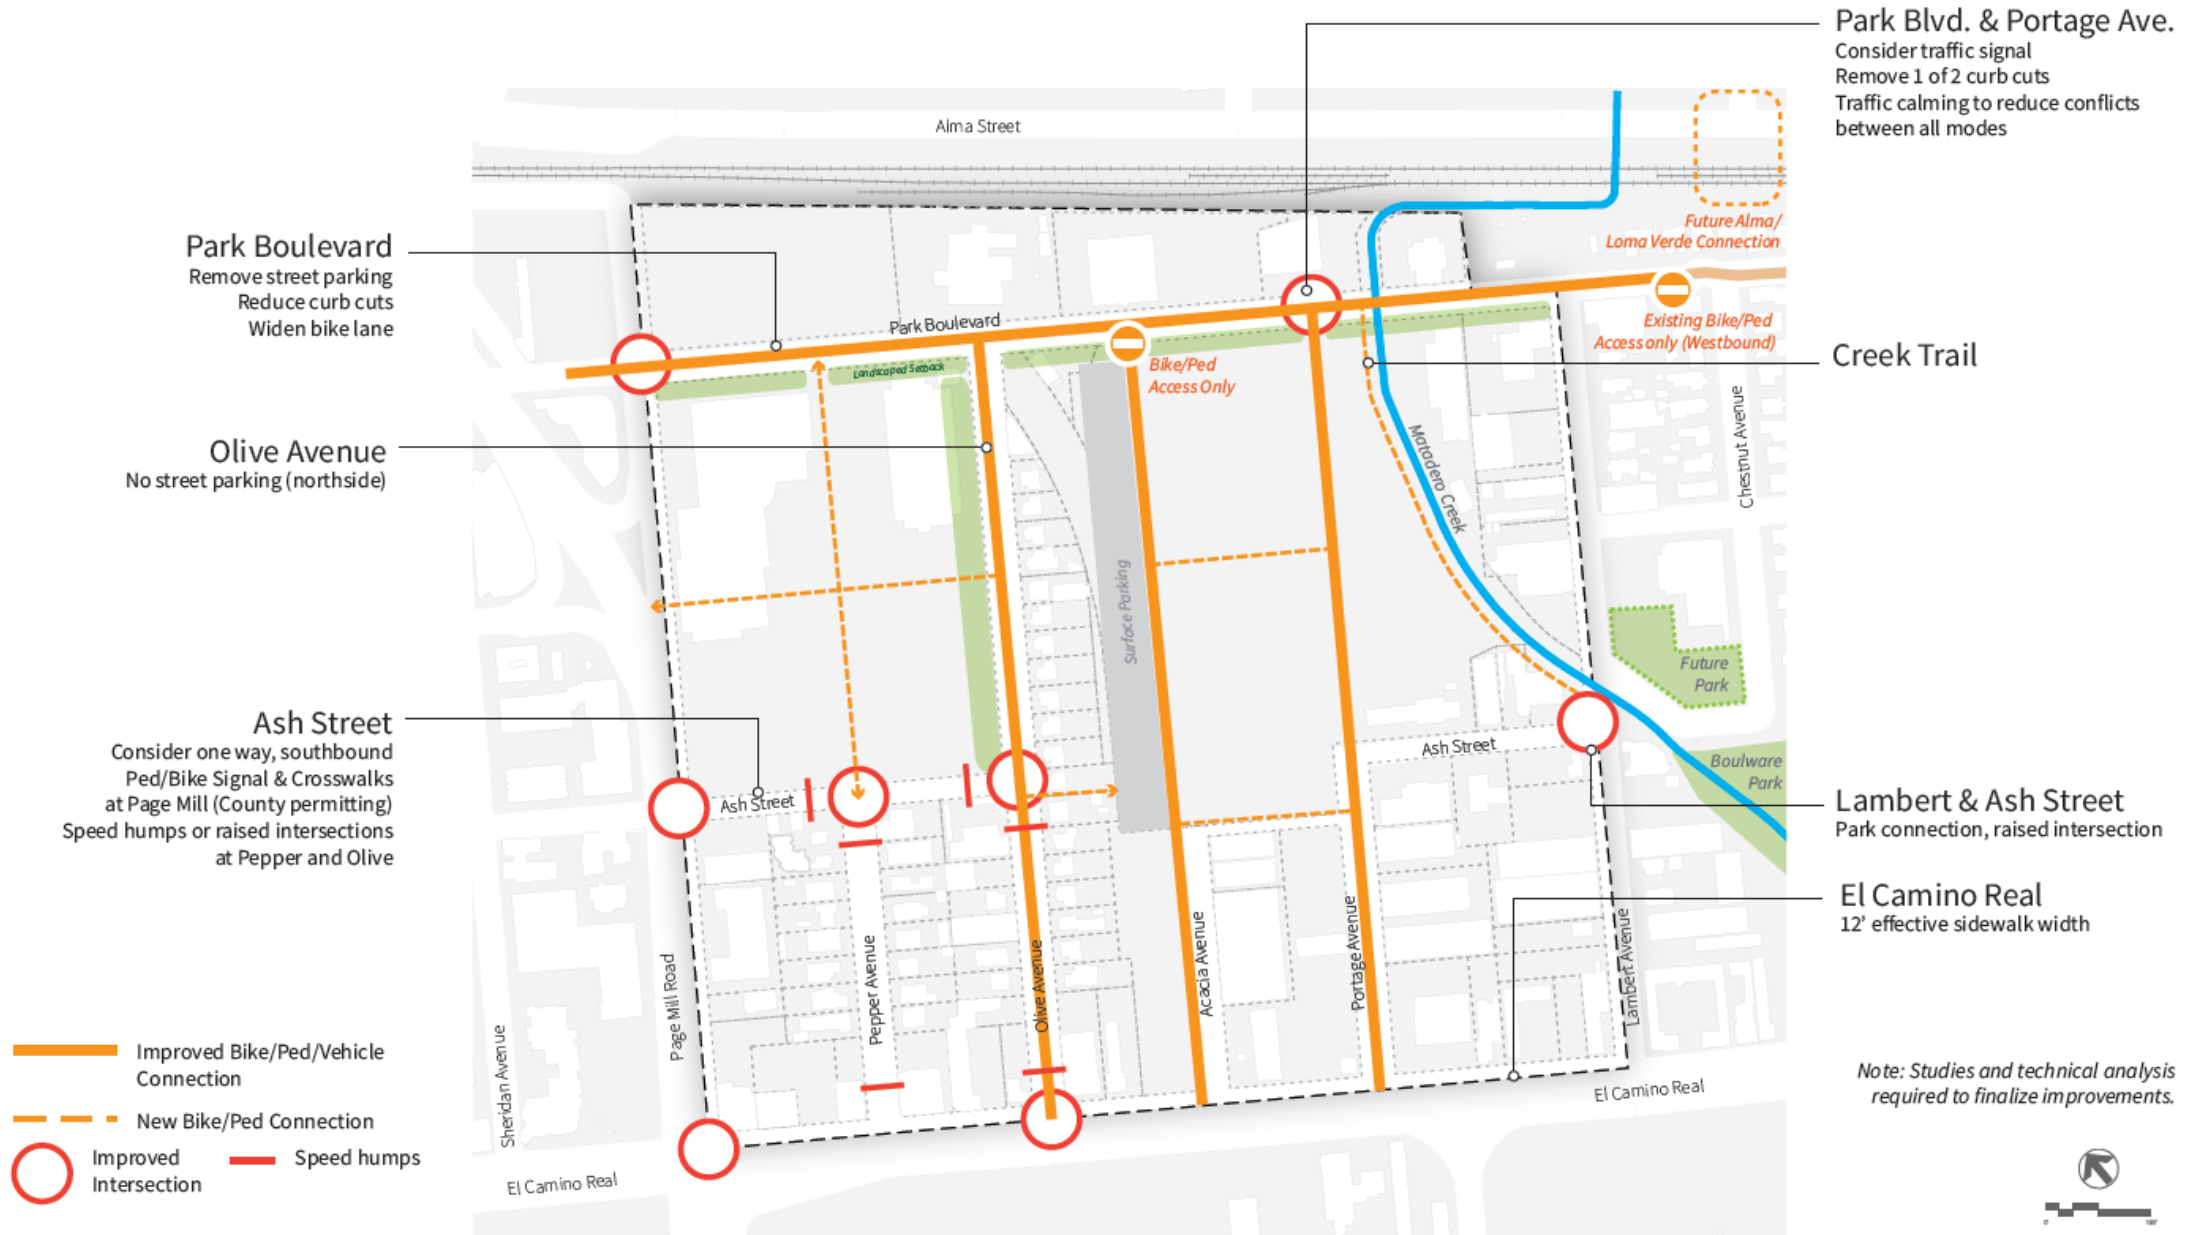 Park Blvd. & Portage Ave.
Consider traffic signal
Remove 1 of 2 curb cuts
Traffic calming to reduce conflicts
between all modes
Alma Street
Future Alma/
Loma Verde Connection
Park Boulevard
Remove street parking
Reduce curb cuts
Widen bike lane
Park Boulevard
Existing Bike/Ped
Access only (Westbound)
Creek Trail
Landscaped Setback
Bike/Ped
Access Only
Chestnut Avenue
Matadero Creek
Olive Avenue
No street parking (northside)
Surface Parking
Future
Park
Ash Street
Consider one way, southbound
Ped/Bike Signal & Crosswalks
at Page Mill (County permitting)
Speed humps or raised intersections
at Pepper and Olive
Ash Street
Ash Street
Boulware
Park
Lambert & Ash Street
Park connection, raised intersection
El Camino Real
12’ effective sidewalk width
Sheridan Avenue
Page Mill Road
Pepper Avenue
Olive Avenue
Acacia Avenue
Portage Avenue
Lambert Avenue
El Camino Real
El Camino Real
Improved Bike/Ped/Vehicle
Connection
New Bike/Ped Connection
Improved
Intersection
Speed humps
Note: Studies and technical analysis
required to finalize improvements.